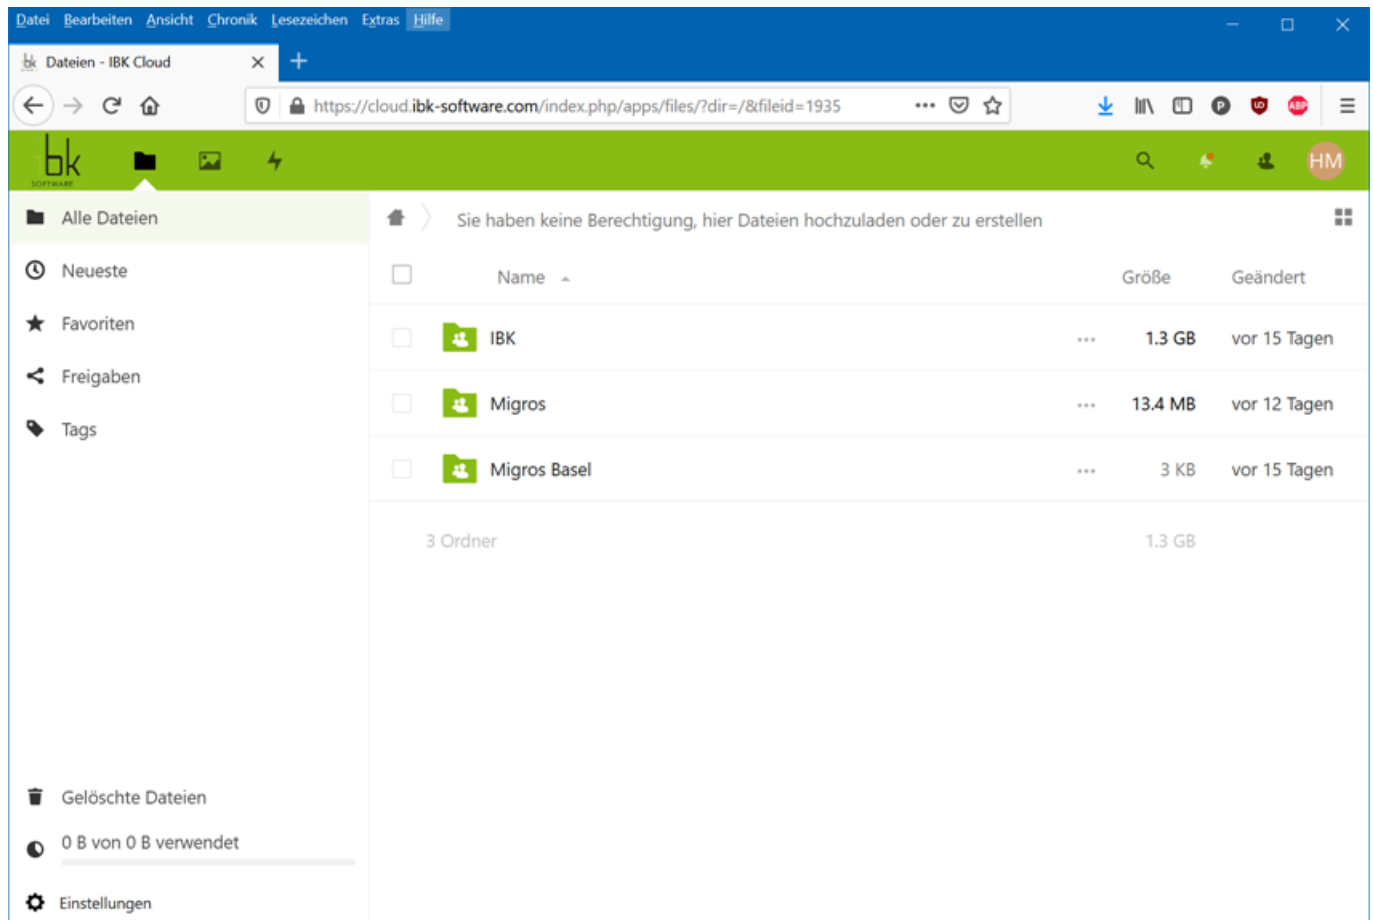 Datei Bearbeiten Ansicht Chronik Lesezeichen Extras Hilfe
bk Dateien - IBK Cloud
https://cloud.ibk-software.com/index.php/apps/files/?dir=/&fileid=1935
P
UD
ABP
bk
SOFTWARE
HM
Alle Dateien
Sie haben keine Berechtigung, hier Dateien hochzuladen oder zu erstellen
Neueste
Name Größe Geändert
Favoriten
IBK ••• 1.3 GB vor 15 Tagen
Freigaben
Migros ••• 13.4 MB vor 12 Tagen
Tags
Migros Basel ••• 3 KB vor 15 Tagen
3 Ordner 1.3 GB
Gelöschte Dateien
0 B von 0 B verwendet
Einstellungen